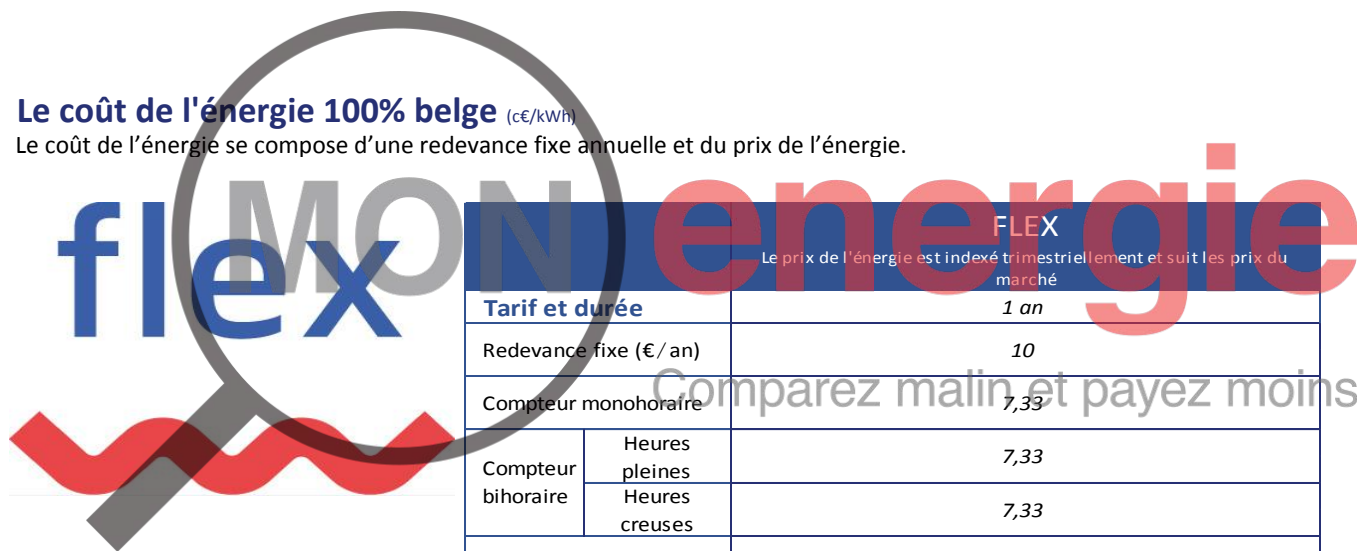 Le coût de l'énergie 100% belge (c€/kWh)
Le coût de l'énergie se compose d'une redevance fixe annuelle et du prix de l'énergie.
flex
MON energie
Comparez malin et payez moins
FLEX
Le prix de l'énergie est indexé trimestriellement et suit les prix du
marché
Tarif et durée 1 an
Redevance fixe (€/an) 10
Compteur monohoraire 7,33
Compteur bihoraire
Heures pleines 7,33
Heures creuses 7,33